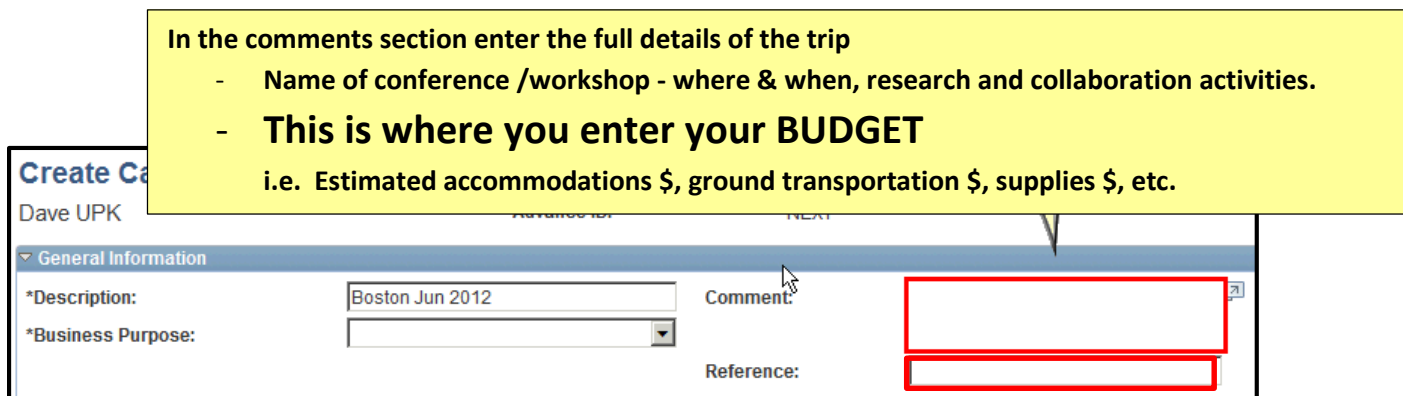 In the comments section enter the full details of the trip
- Name of conference /workshop - where & when, research and collaboration activities.
- This is where you enter your BUDGET
i.e. Estimated accommodations $, ground transportation $, supplies $, etc.
Create Ca
Dave UPK
General Information
*Description: Boston Jun 2012 Comment:
*Business Purpose:
Reference: